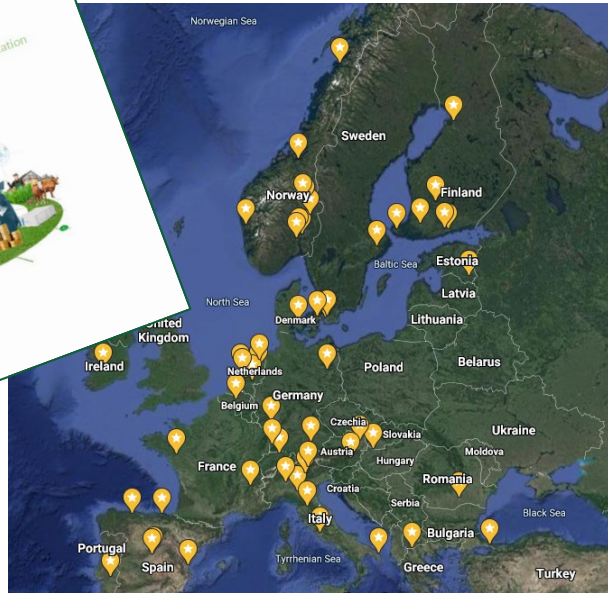 Norwegian Sea
Sweden
Norway
Finland
Baltic Sea
Estonia
Latvia
North Sea
Denmark
Lithuania
Kingdom
Ireland
Netherlands
Poland
Belarus
Belgium
Germany
Czechia
Ukraine
Slovakia
Austria
Moldova
France
Hungary
Romania
Croatia
Serbia
Italy
Black Sea
Bulgaria
Portugal
Spain
Tyrrhenian Sea
Greece
Turkey